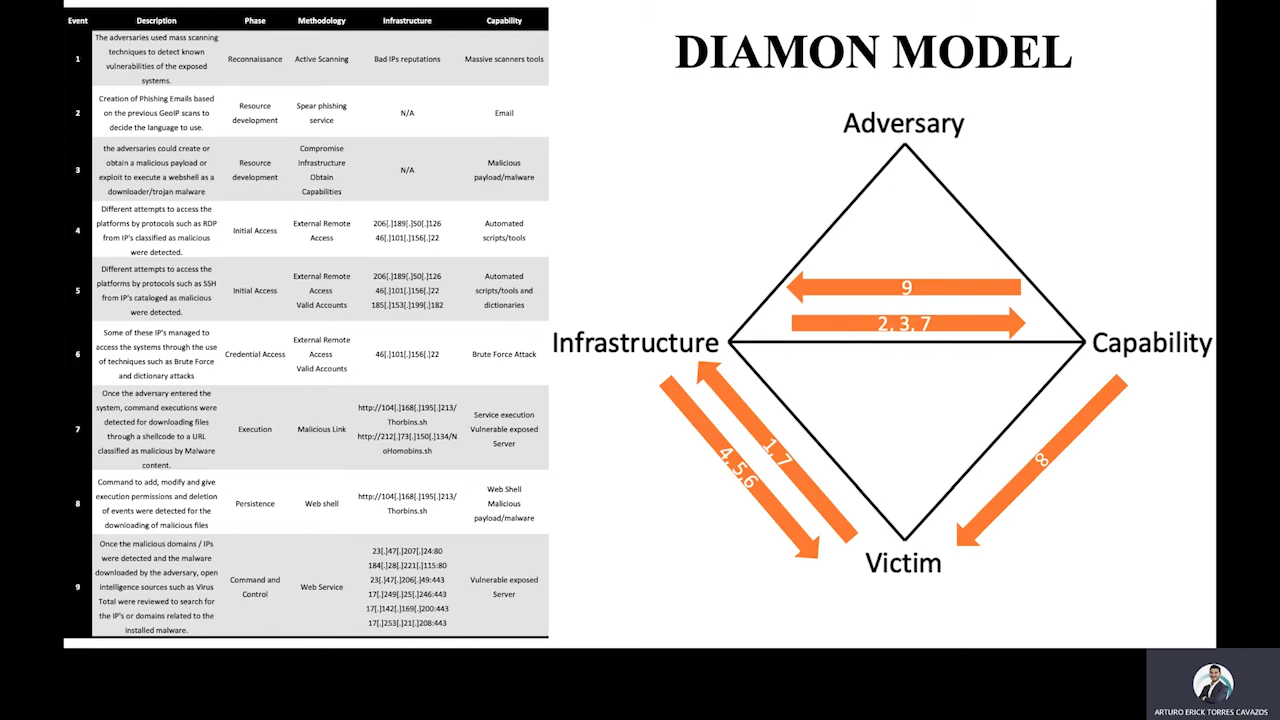 Event Description Phase Methodology Infrastructure Capability
1
The adversaries used mass scanning
techniques to detect known
vulnerabilities of the exposed
systems.
Reconnaissance
Active Scanning
Bad IPs reputations
Massive scanners tools
2
Creation of Phishing Emails based
on the previous GeoIP scans to
decide the language to use.
Resource
development
Spear phishing
service
N/A
Email
3
the adversaries could create or
obtain a malicious payload or
exploit to execute a webshell as a
downloader/trojan malware
Resource
development
Compromise
Infrastructure
Obtain
Capabilities
N/A
Malicious
payload/malware
4
Different attempts to access the
platforms by protocols such as RDP
from IP's classified as malicious
were detected.
Initial Access
External Remote
Access
206[.]189[.]50[.]126
46[.]101[.]156[.]22
Automated
scripts/tools
5
Different attempts to access the
platforms by protocols such as SSH
from IP's cataloged as malicious
were detected.
Initial Access
External Remote
Access
Valid Accounts
206[.]189[.]50[.]126
46[.]101[.]156[.]22
185[.]153[.]199[.]182
Automated
scripts/tools and
dictionaries
6
Some of these IP's managed to
access the systems through the use
of techniques such as Brute Force
and dictionary attacks
Credential Access
External Remote
Access
Valid Accounts
46[.]101[.]156[.]22
Brute Force Attack
7
Once the adversary entered the
system, command executions were
detected for downloading files
through a shellcode to a URL
classified as malicious by Malware
content.
Execution
Malicious Link
http://104[.]168[.]195[.]213/
Thorbins.sh
http://212[.]73[.]150[.]134/N
oHomobins.sh
Service execution
Vulnerable exposed
Server
8
Command to add, modify and give
execution permissions and deletion
of events were detected for the
downloading of malicious files
Persistence
Web shell
http://104[.]168[.]195[.]213/
Thorbins.sh
Web Shell
Malicious
payload/malware
9
Once the malicious domains / IPs
were detected and the malware
downloaded by the adversary, open
intelligence sources such as Virus
Total were reviewed to search for
the IP's or domains related to the
installed malware.
Command and
Control
Web Service
23[.]47[.]207[.]24:80
184[.]28[.]221[.]115:80
23[.]47[.]206[.]49:443
17[.]249[.]25[.]246:443
17[.]142[.]169[.]200:443
17[.]253[.]21[.]208:443
Vulnerable exposed
Server
DIAMON MODEL
Adversary
9
2, 3, 7
Infrastructure
Capability
1, 7
4,5,6
8
Victim
ARTURO ERICK TORRES CAVAZOS